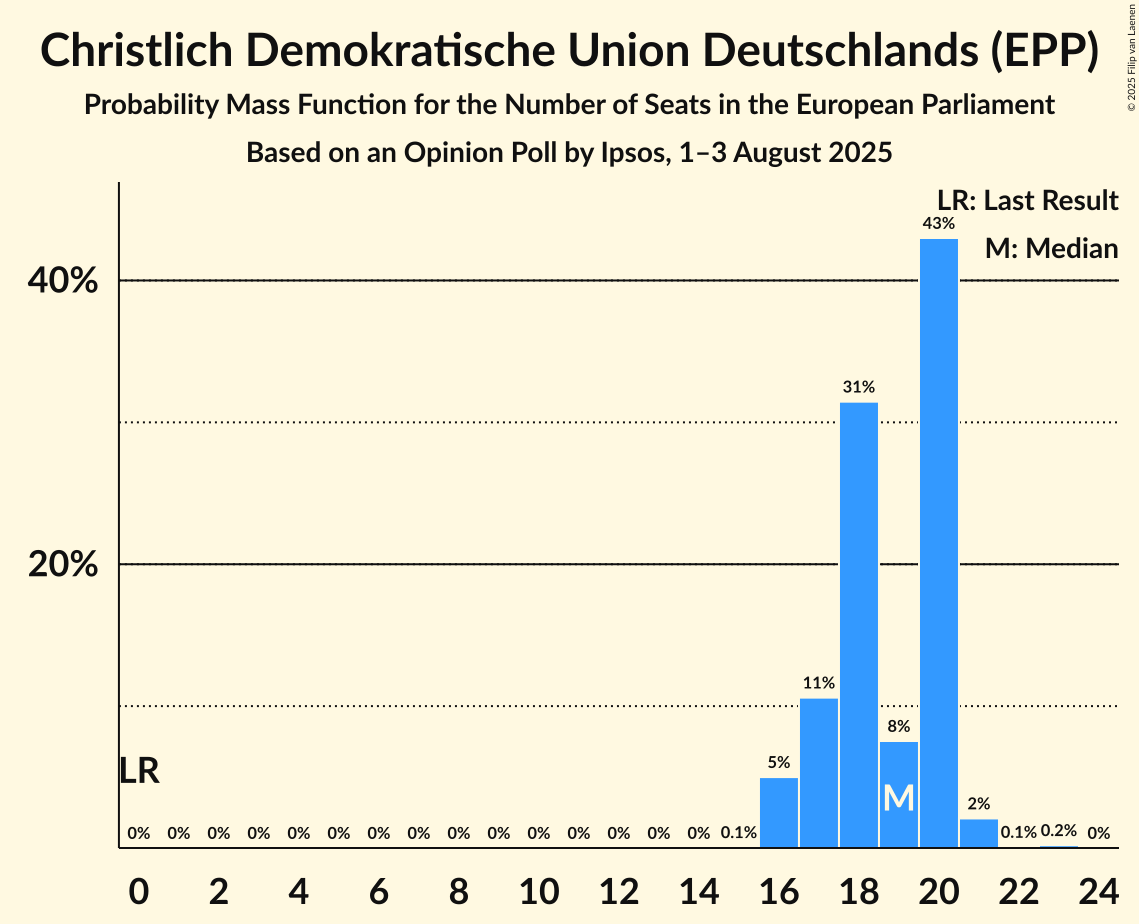 Christlich Demokratische Union Deutschlands (EPP)
Probability Mass Function for the Number of Seats in the European Parliament
Based on an Opinion Poll by Ipsos, 1–3 August 2025
© 2025 Filip van Laenen
LR: Last Result
M: Median
40%
20%
43%
31%
11%
8%
5%
2%
LR
M
0% 0% 0% 0% 0% 0% 0% 0% 0% 0% 0% 0% 0% 0% 0% 0.1% 0.1% 0.2% 0%
0 2 4 6 8 10 12 14 16 18 20 22 24